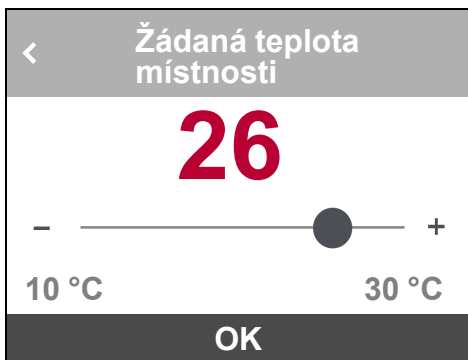 Žádaná teplota
místnosti
26
– +
10 °C 30 °C
OK